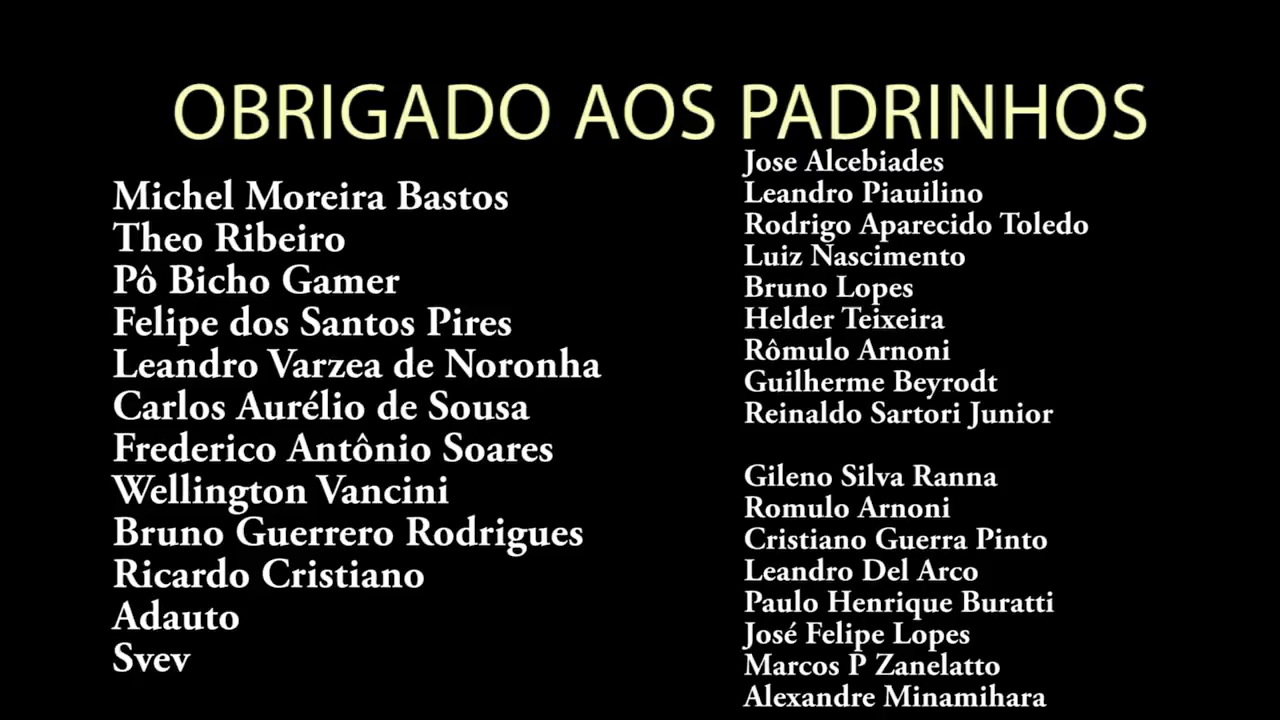 OBRIGADO AOS PADRINHOS
Michel Moreira Bastos
Theo Ribeiro
Pô Bicho Gamer
Felipe dos Santos Pires
Leandro Varzea de Noronha
Carlos Aurélio de Sousa
Frederico Antônio Soares
Wellington Vancini
Bruno Guerrero Rodrigues
Ricardo Cristiano
Adauto
Svev
Jose Alcebiades
Leandro Piauilino
Rodrigo Aparecido Toledo
Luiz Nascimento
Bruno Lopes
Helder Teixeira
Rômulo Arnoni
Guilherme Beyrodt
Reinaldo Sartori Junior
Gileno Silva Ranna
Romulo Arnoni
Cristiano Guerra Pinto
Leandro Del Arco
Paulo Henrique Buratti
José Felipe Lopes
Marcos P Zanelatto
Alexandre Minamihara